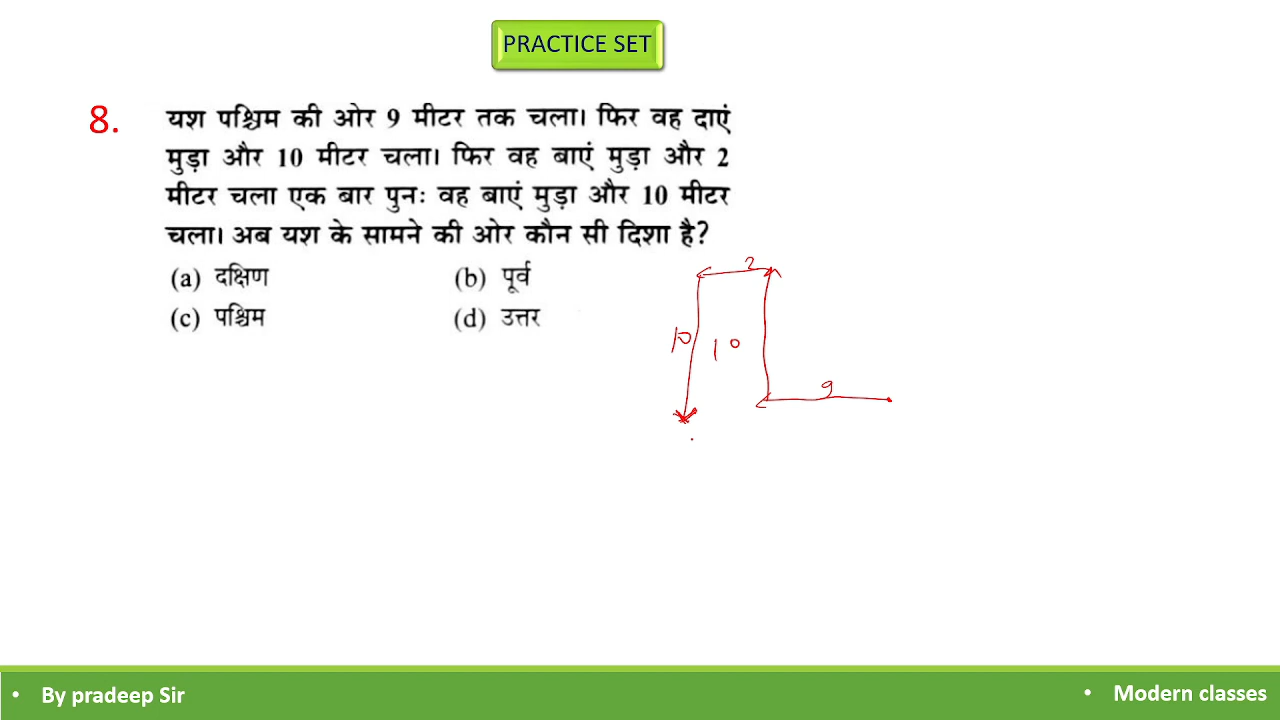 PRACTICE SET
8.
यश पश्चिम की ओर 9 मीटर तक चला। फिर वह दाएं
मुड़ा और 10 मीटर चला। फिर वह बाएं मुड़ा और 2
मीटर चला एक बार पुनः वह बाएं मुड़ा और 10 मीटर
चला। अब यश के सामने की ओर कौन सी दिशा है?
(a) दक्षिण (b) पूर्व
(c) पश्चिम (d) उत्तर
2
10 10
9
• By pradeep Sir
• Modern classes